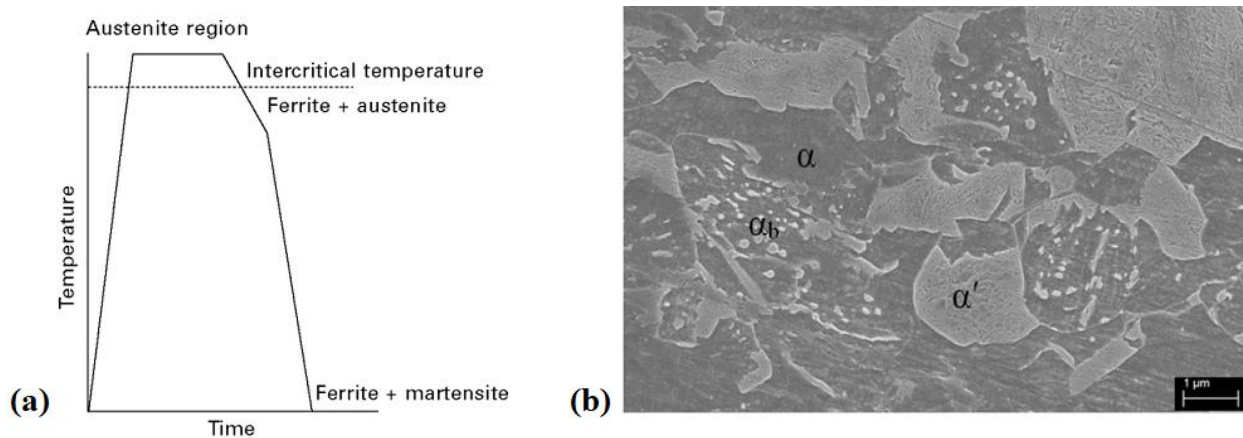 Austenite region
Intercritical temperature
Ferrite + austenite
Temperature
Ferrite + martensite
Time
(a)
α
αb
α′
1 μm
(b)